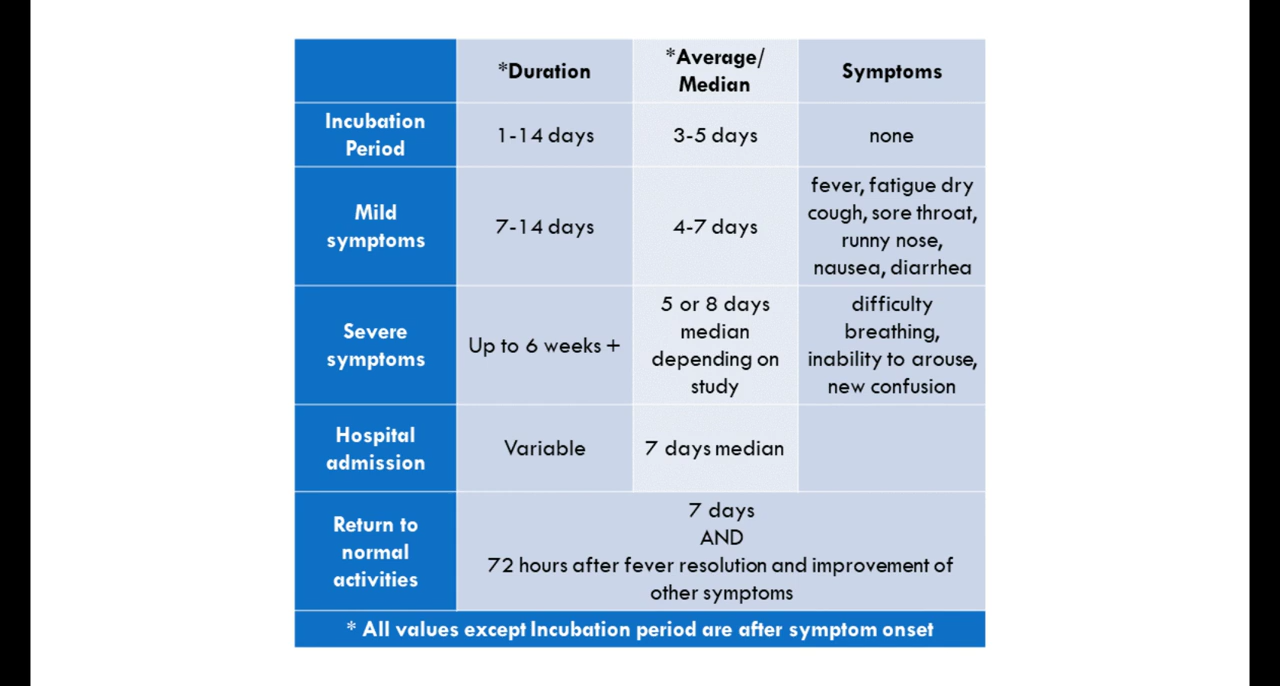 *Duration
*Average/
Median
Symptoms
Incubation
Period
1-14 days
3-5 days
none
Mild
symptoms
7-14 days
4-7 days
fever, fatigue dry
cough, sore throat,
runny nose,
nausea, diarrhea
Severe
symptoms
Up to 6 weeks +
5 or 8 days
median
depending on
study
difficulty
breathing,
inability to arouse,
new confusion
Hospital
admission
Variable
7 days median
Return to
normal
activities
7 days
AND
72 hours after fever resolution and improvement of
other symptoms
* All values except Incubation period are after symptom onset